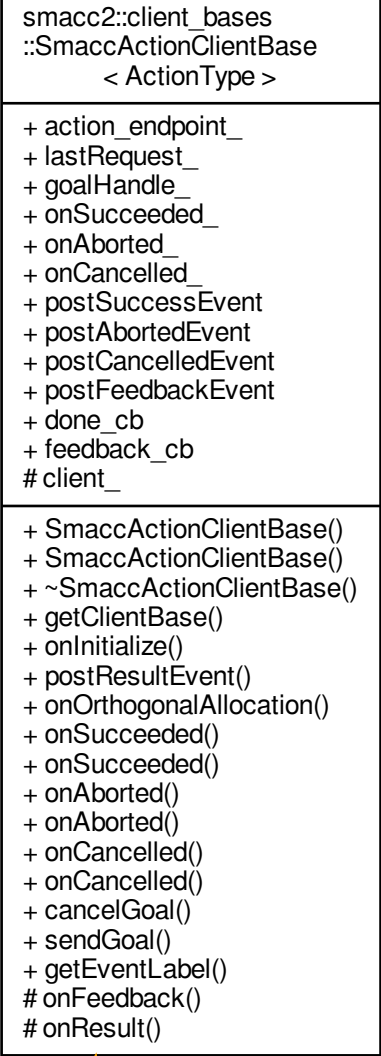 smacc2::client_bases
::SmaccActionClientBase
< ActionType >
+ action_endpoint_
+ lastRequest_
+ goalHandle_
+ onSucceeded_
+ onAborted_
+ onCancelled_
+ postSuccessEvent
+ postAbortedEvent
+ postCancelledEvent
+ postFeedbackEvent
+ done_cb
+ feedback_cb
# client_
+ SmaccActionClientBase()
+ SmaccActionClientBase()
+ ~SmaccActionClientBase()
+ getClientBase()
+ onInitialize()
+ postResultEvent()
+ onOrthogonalAllocation()
+ onSucceeded()
+ onSucceeded()
+ onAborted()
+ onAborted()
+ onCancelled()
+ onCancelled()
+ cancelGoal()
+ sendGoal()
+ getEventLabel()
# onFeedback()
# onResult()